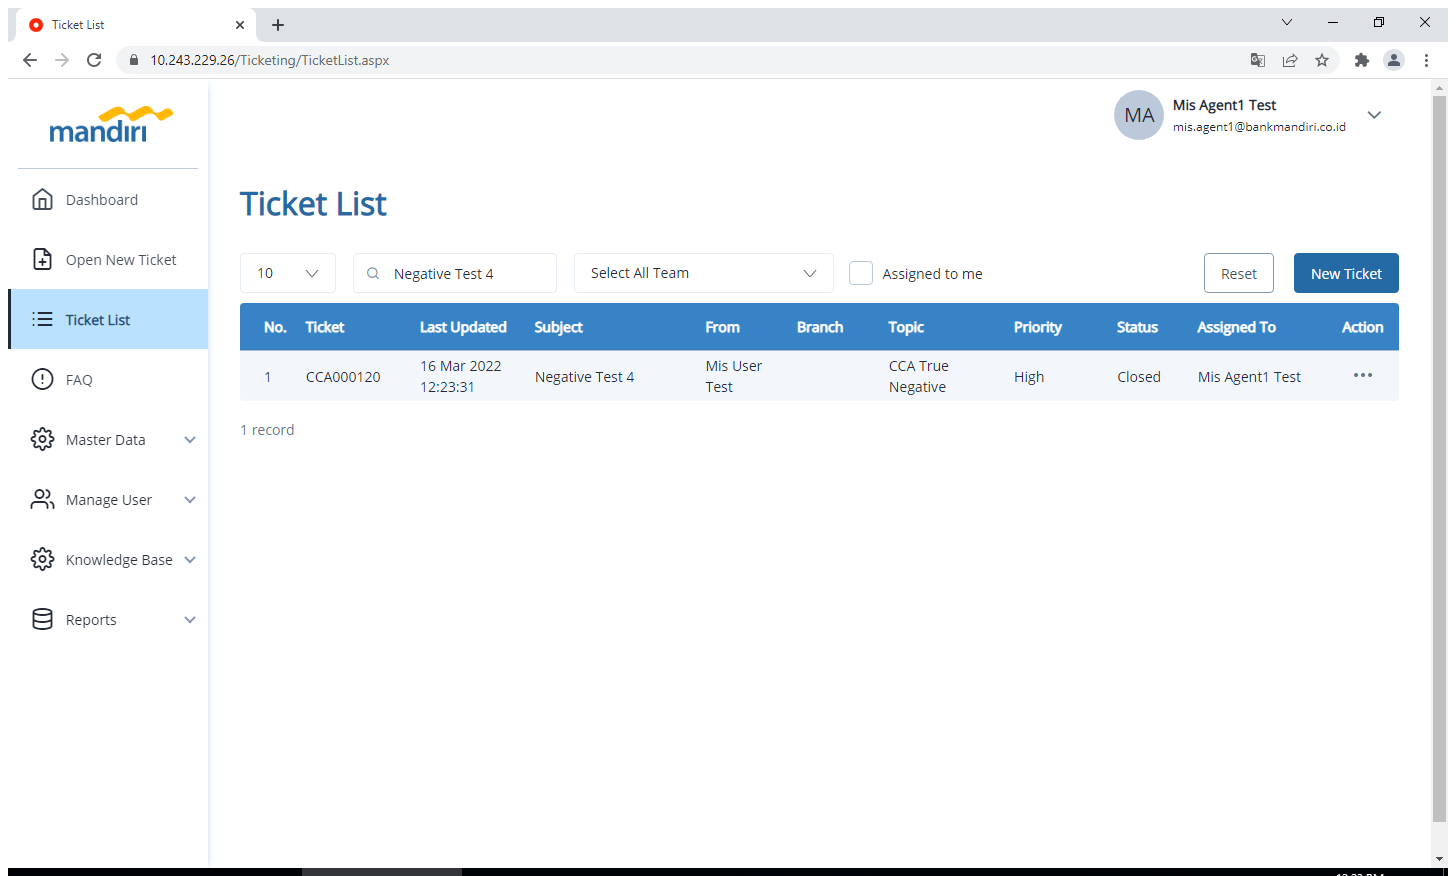 Ticket List
10.243.229.26/Ticketing/TicketList.aspx
mandiri
MA
Mis Agent1 Test
mis.agent1@bankmandiri.co.id
Dashboard
Open New Ticket
Ticket List
FAQ
Master Data
Manage User
Knowledge Base
Reports
Ticket List
10
Negative Test 4
Select All Team
Assigned to me
Reset
New Ticket
No. Ticket Last Updated Subject From Branch Topic Priority Status Assigned To Action
1 CCA000120 16 Mar 2022 12:23:31 Negative Test 4 Mis User Test CCA True Negative High Closed Mis Agent1 Test
1 record